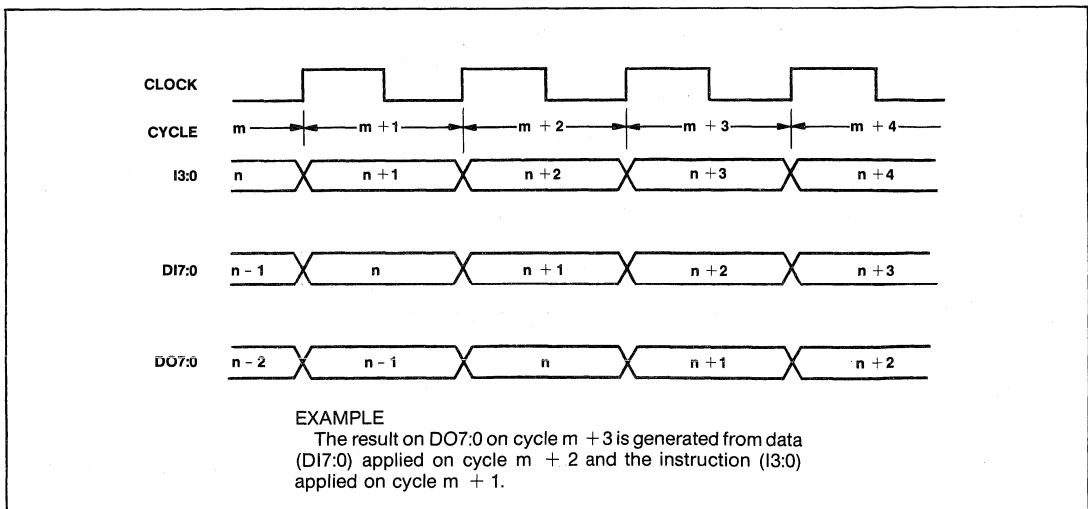 CLOCK
CYCLE m m + 1 m + 2 m + 3 m + 4
I3:0 n n + 1 n + 2 n + 3 n + 4
DI7:0 n - 1 n n + 1 n + 2 n + 3
DO7:0 n - 2 n - 1 n n + 1 n + 2
EXAMPLE
The result on DO7:0 on cycle m + 3 is generated from data
(DI7:0) applied on cycle m + 2 and the instruction (I3:0)
applied on cycle m + 1.